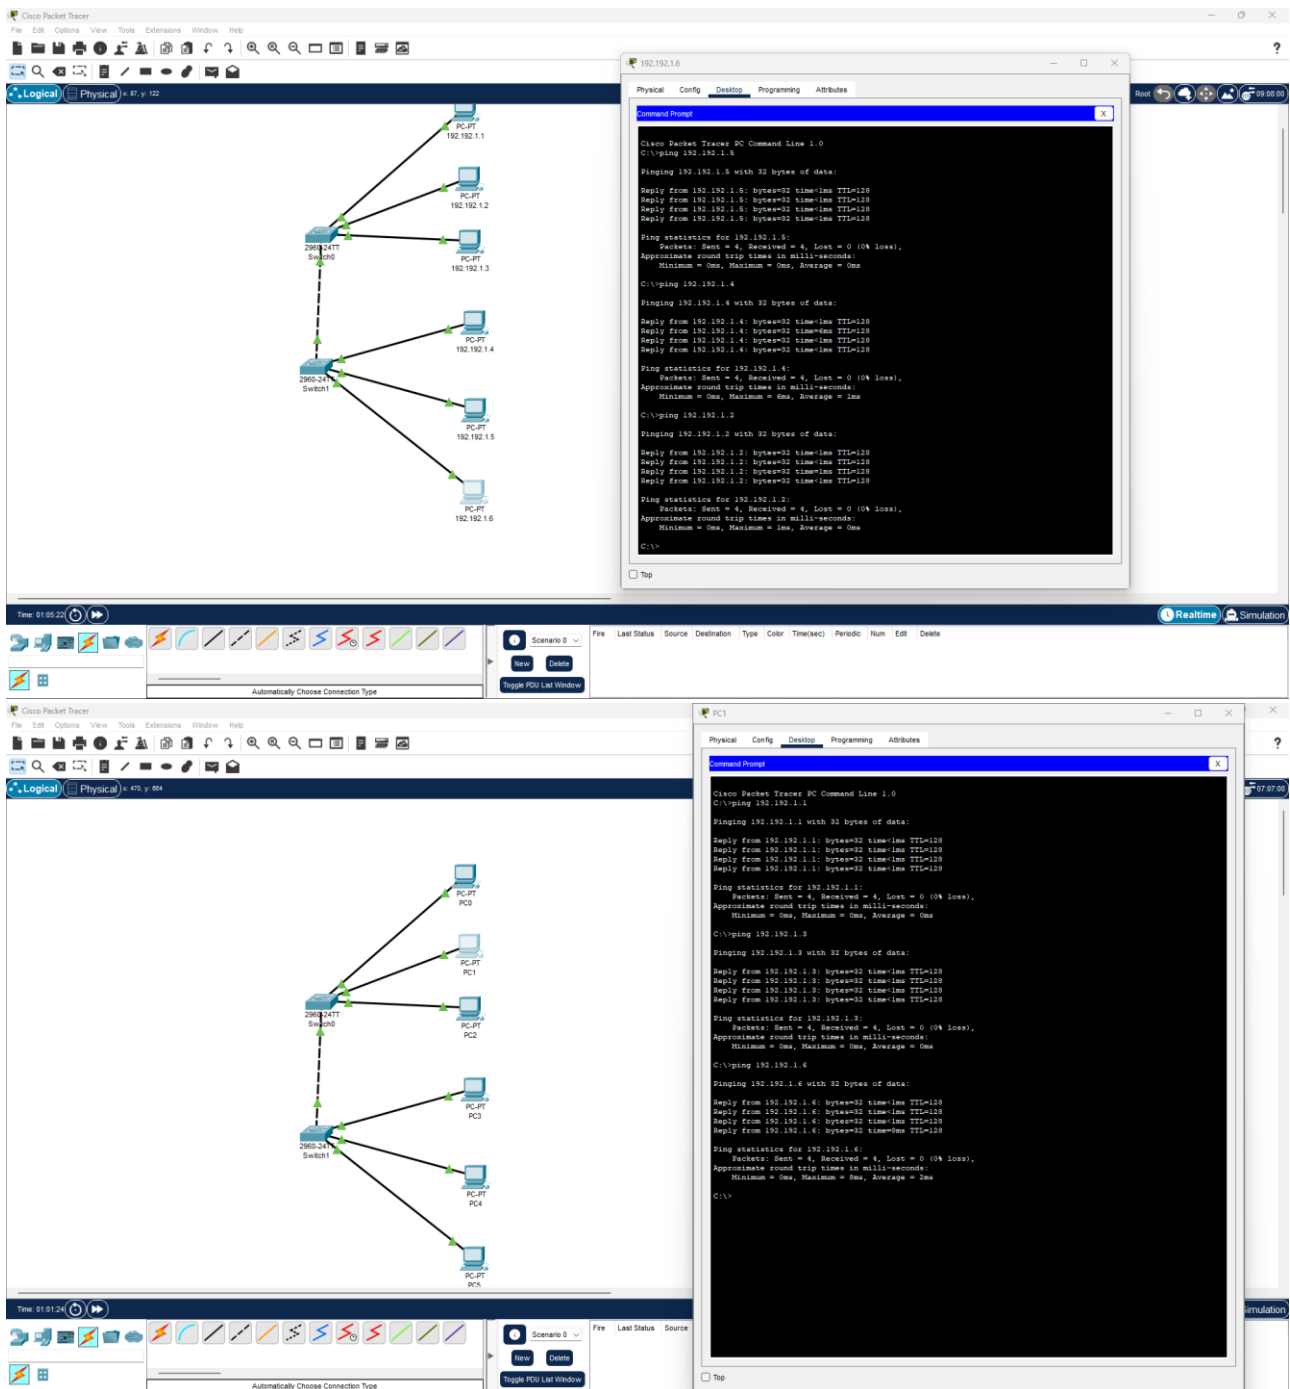 Cisco Packet Tracer
File Edit Options View Tools Extensions Window Help
?
Logical Physical x: 87, y: 122
Root 09:08:00
PC-PT
192.192.1.1
PC-PT
192.192.1.2
2960-24TT
Switch0
PC-PT
192.192.1.3
PC-PT
192.192.1.4
2960-24TT
Switch1
PC-PT
192.192.1.5
PC-PT
192.192.1.6
192.192.1.6
Physical Config Desktop Programming Attributes
Command Prompt
X
Cisco Packet Tracer PC Command Line 1.0
C:\>ping 192.192.1.5
Pinging 192.192.1.5 with 32 bytes of data:
Reply from 192.192.1.5: bytes=32 time<1ms TTL=128
Reply from 192.192.1.5: bytes=32 time<1ms TTL=128
Reply from 192.192.1.5: bytes=32 time<1ms TTL=128
Reply from 192.192.1.5: bytes=32 time<1ms TTL=128
Ping statistics for 192.192.1.5:
Packets: Sent = 4, Received = 4, Lost = 0 (0% loss),
Approximate round trip times in milli-seconds:
Minimum = 0ms, Maximum = 0ms, Average = 0ms
C:\>ping 192.192.1.4
Pinging 192.192.1.4 with 32 bytes of data:
Reply from 192.192.1.4: bytes=32 time<1ms TTL=128
Reply from 192.192.1.4: bytes=32 time=6ms TTL=128
Reply from 192.192.1.4: bytes=32 time<1ms TTL=128
Reply from 192.192.1.4: bytes=32 time<1ms TTL=128
Ping statistics for 192.192.1.4:
Packets: Sent = 4, Received = 4, Lost = 0 (0% loss),
Approximate round trip times in milli-seconds:
Minimum = 0ms, Maximum = 6ms, Average = 1ms
C:\>ping 192.192.1.2
Pinging 192.192.1.2 with 32 bytes of data:
Reply from 192.192.1.2: bytes=32 time<1ms TTL=128
Reply from 192.192.1.2: bytes=32 time<1ms TTL=128
Reply from 192.192.1.2: bytes=32 time=1ms TTL=128
Reply from 192.192.1.2: bytes=32 time<1ms TTL=128
Ping statistics for 192.192.1.2:
Packets: Sent = 4, Received = 4, Lost = 0 (0% loss),
Approximate round trip times in milli-seconds:
Minimum = 0ms, Maximum = 1ms, Average = 0ms
C:\>
Top
Time: 01:05:22
Realtime Simulation
Scenario 0
New Delete
Toggle PDU List Window
Fire Last Status Source Destination Type Color Time(sec) Periodic Num Edit Delete
Automatically Choose Connection Type
Cisco Packet Tracer
File Edit Options View Tools Extensions Window Help
?
Logical Physical x: 470, y: 664
07:07:00
PC-PT
PC0
PC-PT
PC1
2960-24TT
Switch0
PC-PT
PC2
PC-PT
PC3
2960-24TT
Switch1
PC-PT
PC4
PC-PT
PC5
PC1
Physical Config Desktop Programming Attributes
Command Prompt
X
Cisco Packet Tracer PC Command Line 1.0
C:\>ping 192.192.1.1
Pinging 192.192.1.1 with 32 bytes of data:
Reply from 192.192.1.1: bytes=32 time<1ms TTL=128
Reply from 192.192.1.1: bytes=32 time<1ms TTL=128
Reply from 192.192.1.1: bytes=32 time<1ms TTL=128
Reply from 192.192.1.1: bytes=32 time<1ms TTL=128
Ping statistics for 192.192.1.1:
Packets: Sent = 4, Received = 4, Lost = 0 (0% loss),
Approximate round trip times in milli-seconds:
Minimum = 0ms, Maximum = 0ms, Average = 0ms
C:\>ping 192.192.1.3
Pinging 192.192.1.3 with 32 bytes of data:
Reply from 192.192.1.3: bytes=32 time<1ms TTL=128
Reply from 192.192.1.3: bytes=32 time<1ms TTL=128
Reply from 192.192.1.3: bytes=32 time<1ms TTL=128
Reply from 192.192.1.3: bytes=32 time<1ms TTL=128
Ping statistics for 192.192.1.3:
Packets: Sent = 4, Received = 4, Lost = 0 (0% loss),
Approximate round trip times in milli-seconds:
Minimum = 0ms, Maximum = 0ms, Average = 0ms
C:\>ping 192.192.1.6
Pinging 192.192.1.6 with 32 bytes of data:
Reply from 192.192.1.6: bytes=32 time<1ms TTL=128
Reply from 192.192.1.6: bytes=32 time<1ms TTL=128
Reply from 192.192.1.6: bytes=32 time<1ms TTL=128
Reply from 192.192.1.6: bytes=32 time=8ms TTL=128
Ping statistics for 192.192.1.6:
Packets: Sent = 4, Received = 4, Lost = 0 (0% loss),
Approximate round trip times in milli-seconds:
Minimum = 0ms, Maximum = 8ms, Average = 2ms
C:\>
Top
Time: 01:01:24
imulation
Scenario 0
New Delete
Toggle PDU List Window
Fire Last Status Source
Automatically Choose Connection Type